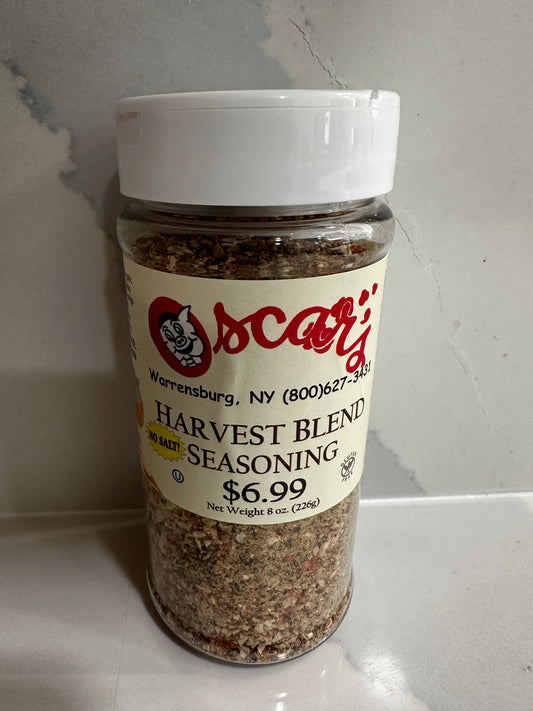 Oscar's
Warrensburg, NY (800)627-3431
HARVEST BLEND
NO SALT!
SEASONING
U
$6.99
Net Weight 8 oz. (226g)